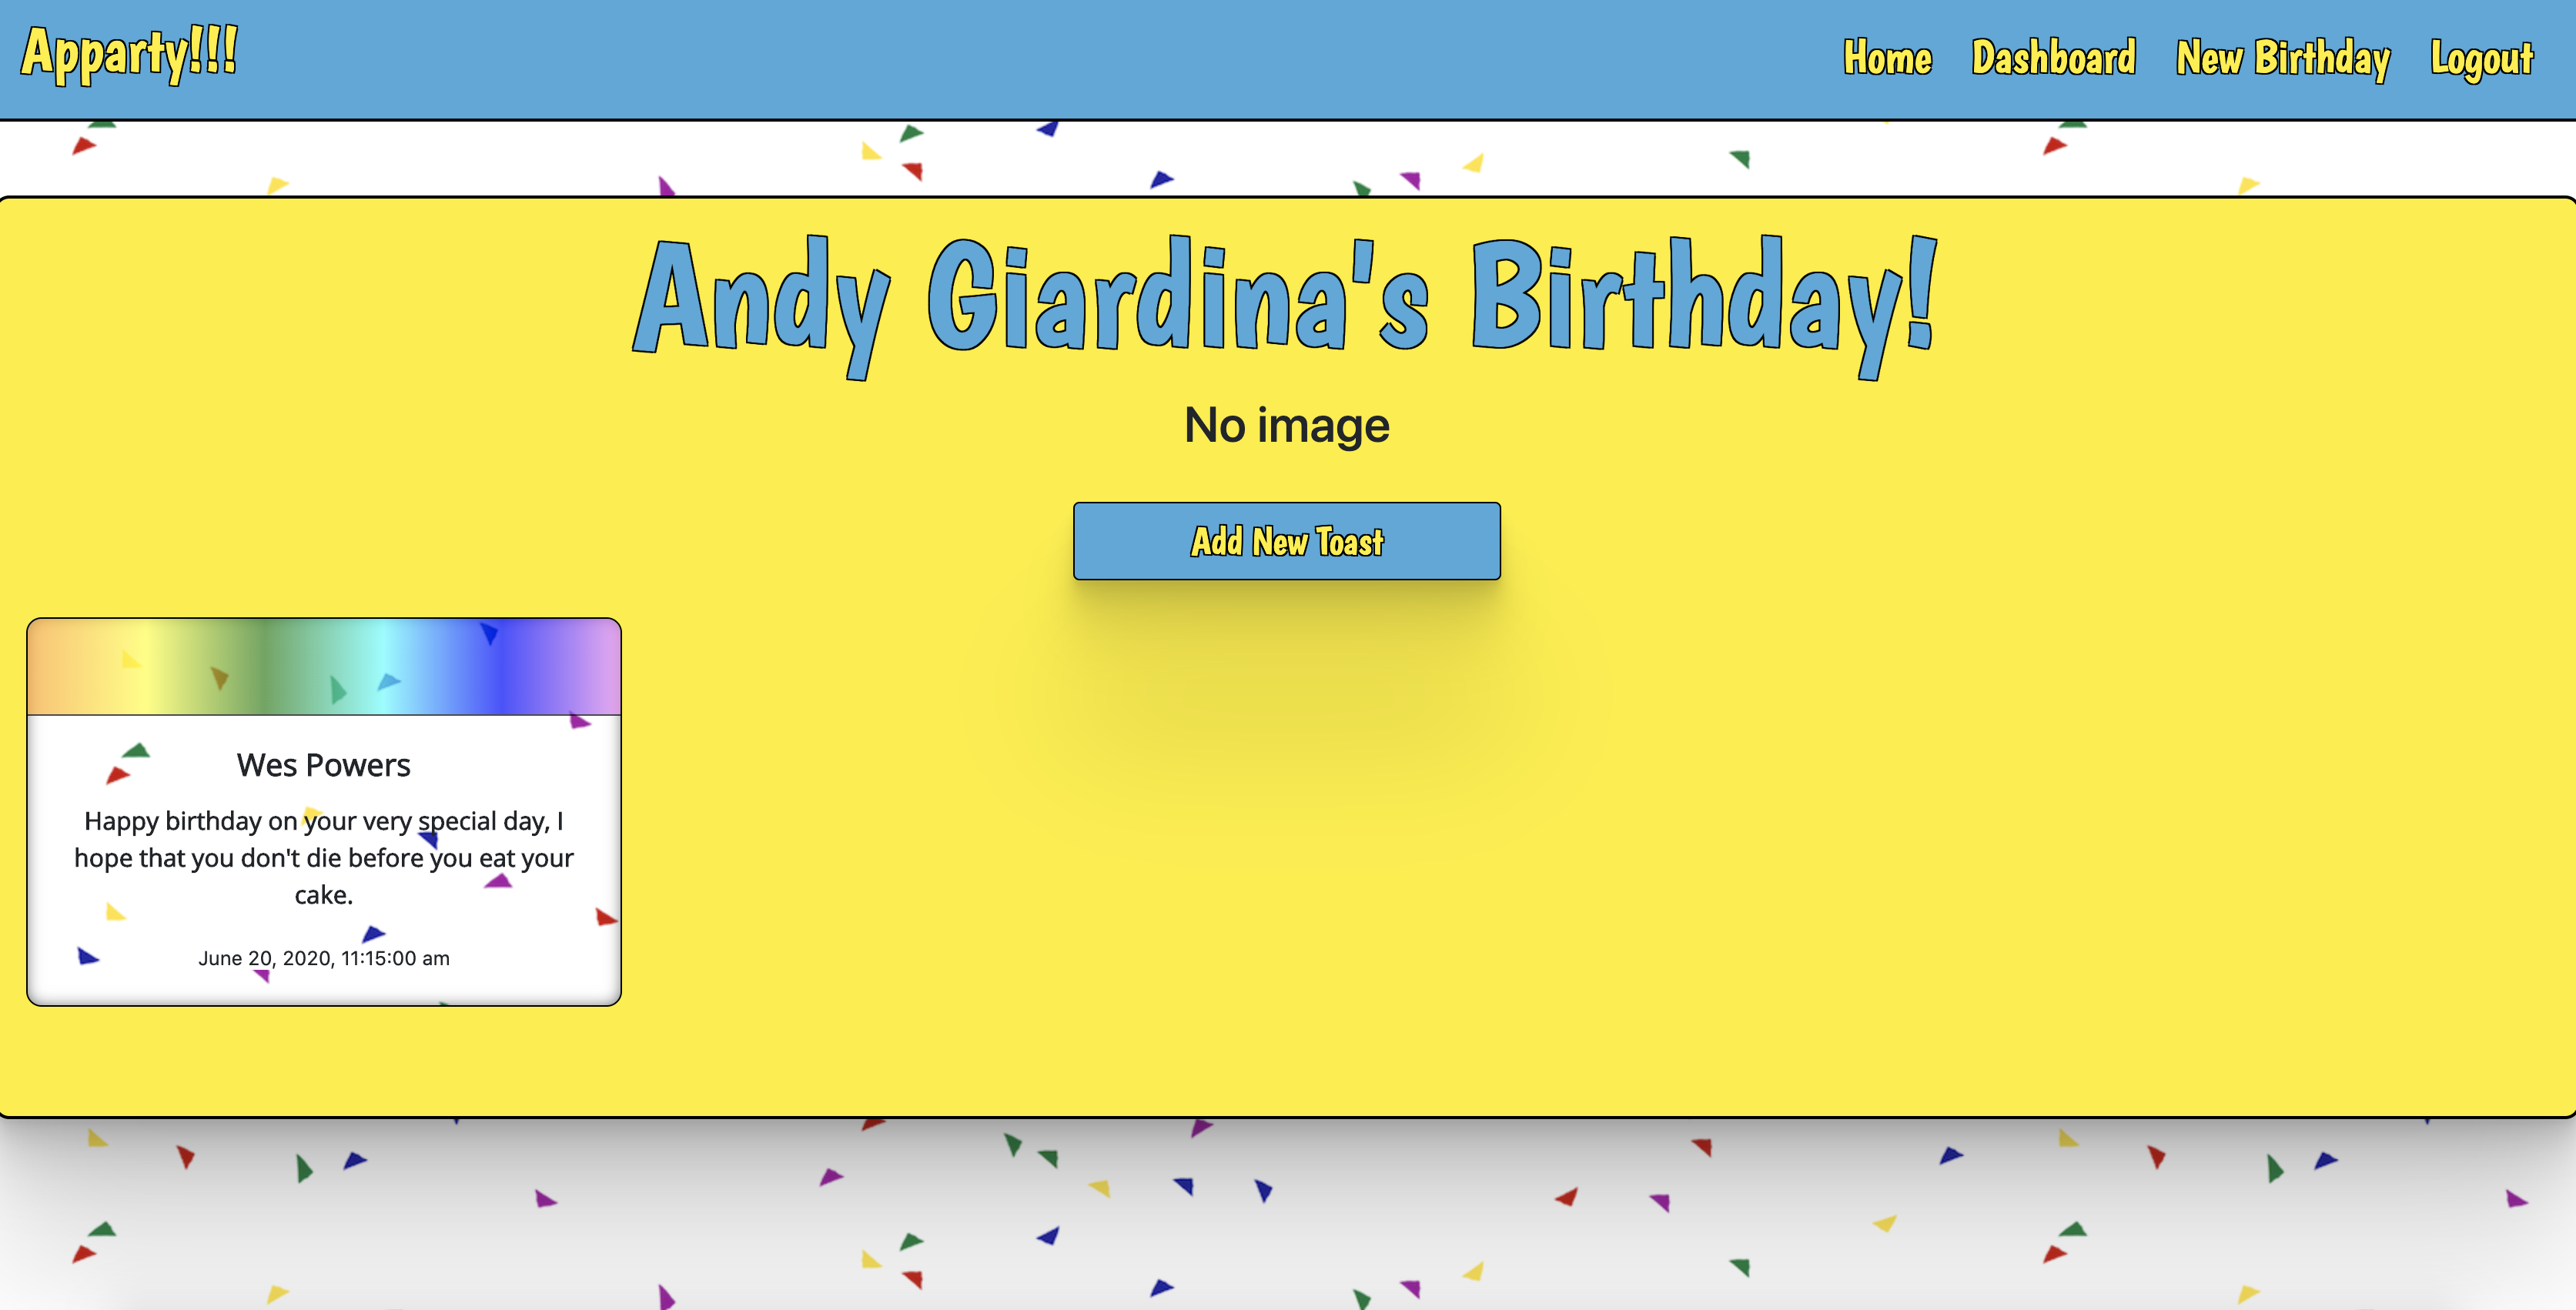 Apparty!!!
Home Dashboard New Birthday Logout
Andy Giardina's Birthday!
No image
Add New Toast
Wes Powers
Happy birthday on your very special day, I
hope that you don't die before you eat your
cake.
June 20, 2020, 11:15:00 am